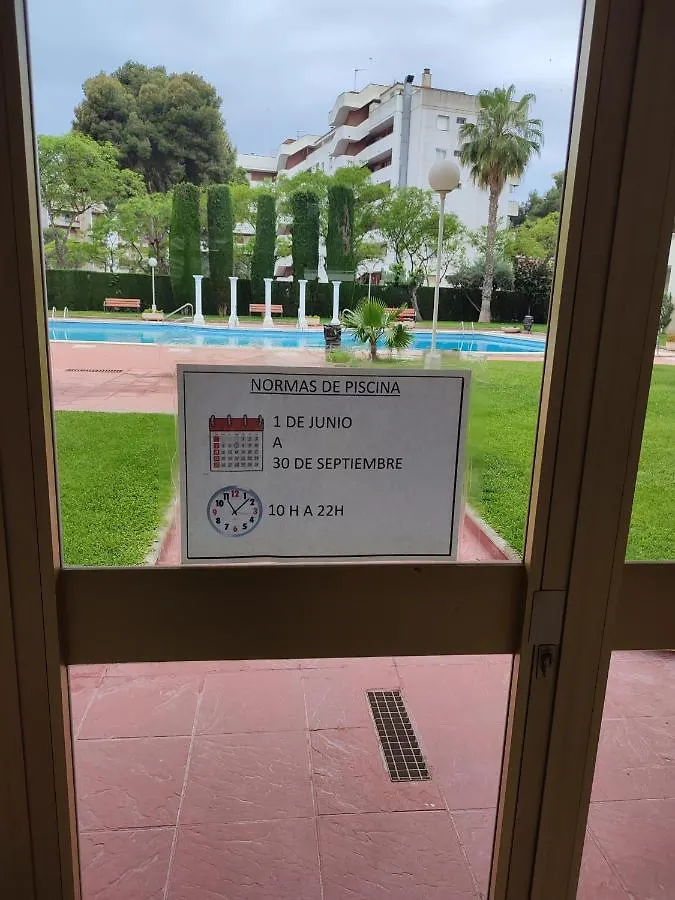 NORMAS DE PISCINA
1 DE JUNIO
A
30 DE SEPTIEMBRE
10 H A 22H